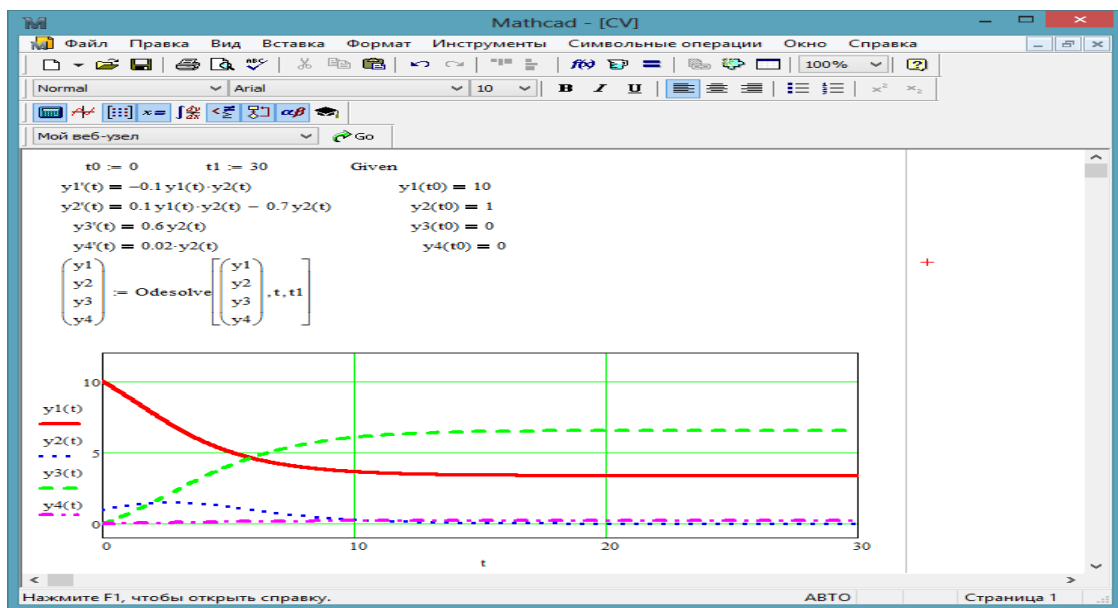 Mathcad - [CV]
Файл Правка Вид Вставка Формат Инструменты Символьные операции Окно Справка
100%
Normal Arial 10 B I U
Мой веб-узел Go
t0 := 0 t1 := 30 Given
y1'(t) = −0.1 y1(t)·y2(t) y1(t0) = 10
y2'(t) = 0.1 y1(t)·y2(t) − 0.7 y2(t) y2(t0) = 1
y3'(t) = 0.6 y2(t) y3(t0) = 0
y4'(t) = 0.02·y2(t) y4(t0) = 0
y1 y1
y2 y2
:= Odesolve ,t,t1
y3 y3
y4 y4
10
y1(t)
y2(t)
5
y3(t)
y4(t)
0
0 10 20 30
t
Нажмите F1, чтобы открыть справку. АВТО Страница 1